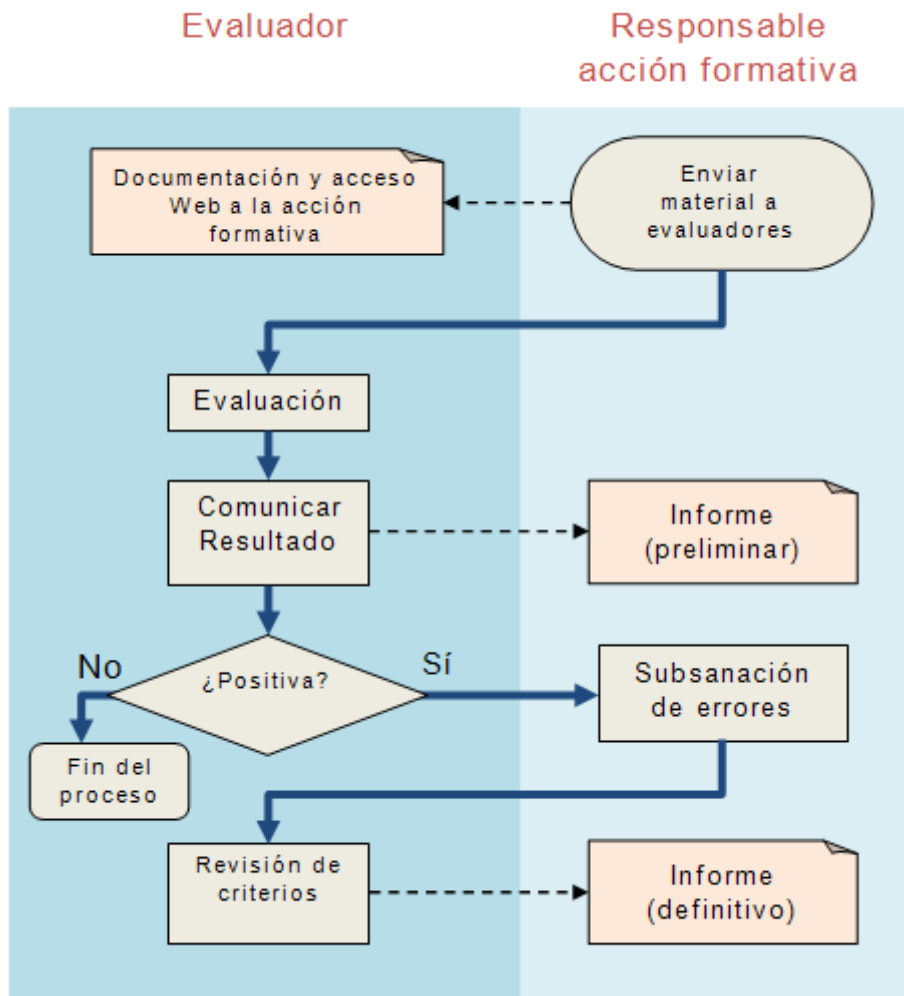 Evaluador
Responsable
acción formativa
Documentación y acceso
Web a la acción
formativa
Enviar
material a
evaluadores
Evaluación
Comunicar
Resultado
Informe
(preliminar)
No
¿Positiva?
Sí
Subsanación
de errores
Fin del
proceso
Revisión de
criterios
Informe
(definitivo)